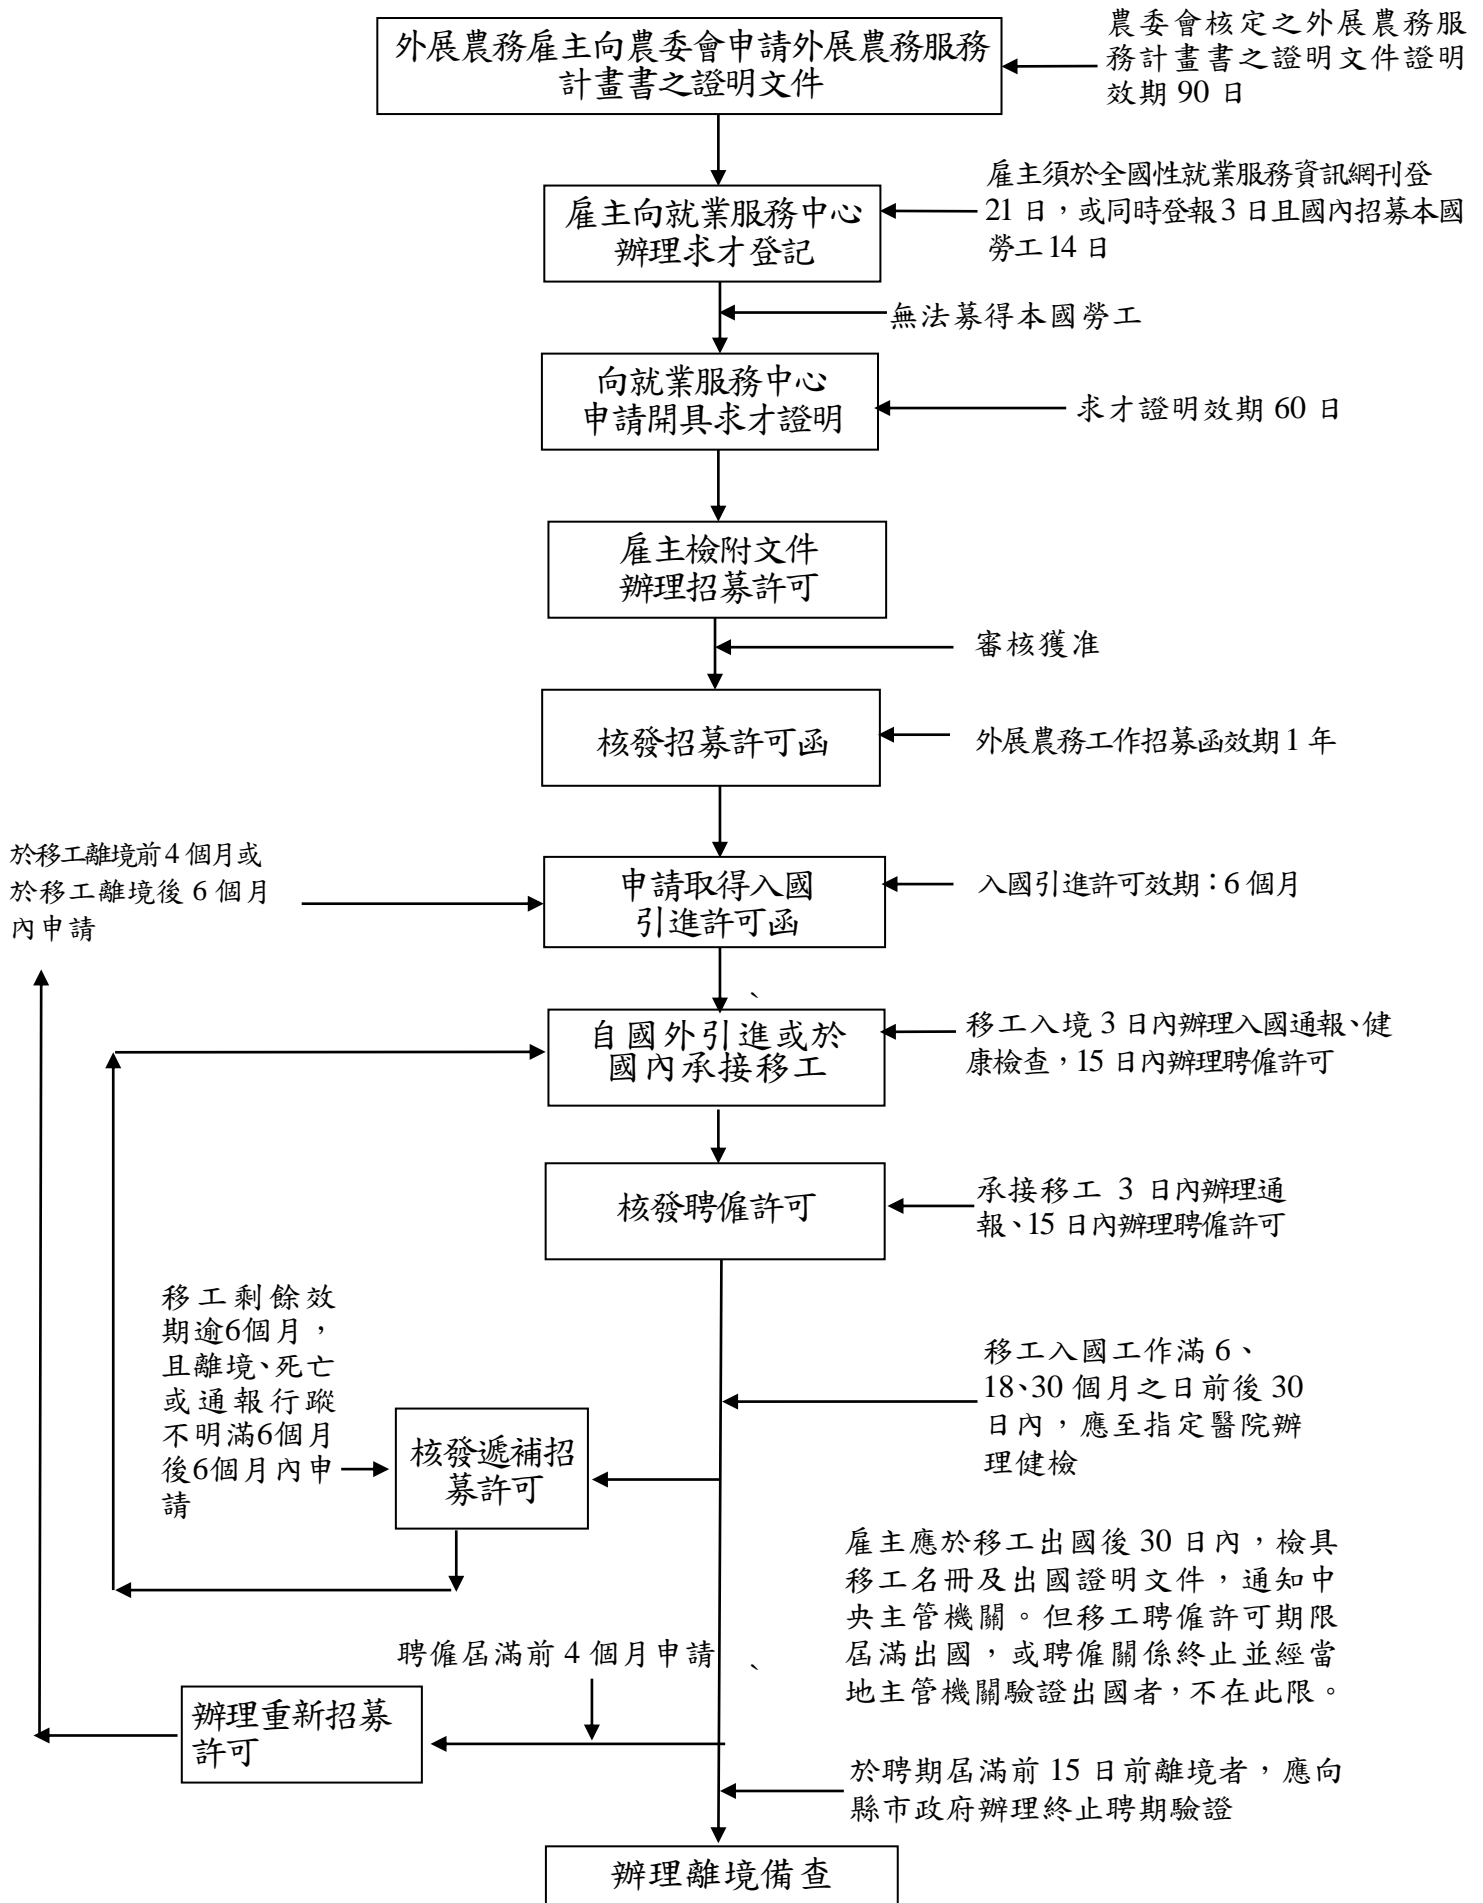 外展農務雇主向農委會申請外展農務服務
計畫書之證明文件
農委會核定之外展農務服
務計畫書之證明文件證明
效期 90 日
雇主向就業服務中心
辦理求才登記
雇主須於全國性就業服務資訊網刊登
21 日，或同時登報 3 日且國內招募本國
勞工 14 日
無法募得本國勞工
向就業服務中心
申請開具求才證明
求才證明效期 60 日
雇主檢附文件
辦理招募許可
審核獲准
核發招募許可函
外展農務工作招募函效期 1 年
於移工離境前 4 個月或
於移工離境後 6 個月
內申請
申請取得入國
引進許可函
入國引進許可效期：6 個月
、
自國外引進或於
國內承接移工
移工入境 3 日內辦理入國通報、健
康檢查，15 日內辦理聘僱許可
核發聘僱許可
承接移工 3 日內辦理通
報、15 日內辦理聘僱許可
移工剩餘效
期逾6個月，
且離境、死亡
或通報行蹤
不明滿6個月
後6個月內申
請
核發遞補招
募許可
移工入國工作滿 6、
18、30 個月之日前後 30
日內，應至指定醫院辦
理健檢
雇主應於移工出國後 30 日內，檢具
移工名冊及出國證明文件，通知中
央主管機關。但移工聘僱許可期限
屆滿出國，或聘僱關係終止並經當
地主管機關驗證出國者，不在此限。
聘僱屆滿前 4 個月申請
、
辦理重新招募
許可
於聘期屆滿前 15 日前離境者，應向
縣市政府辦理終止聘期驗證
辦理離境備查